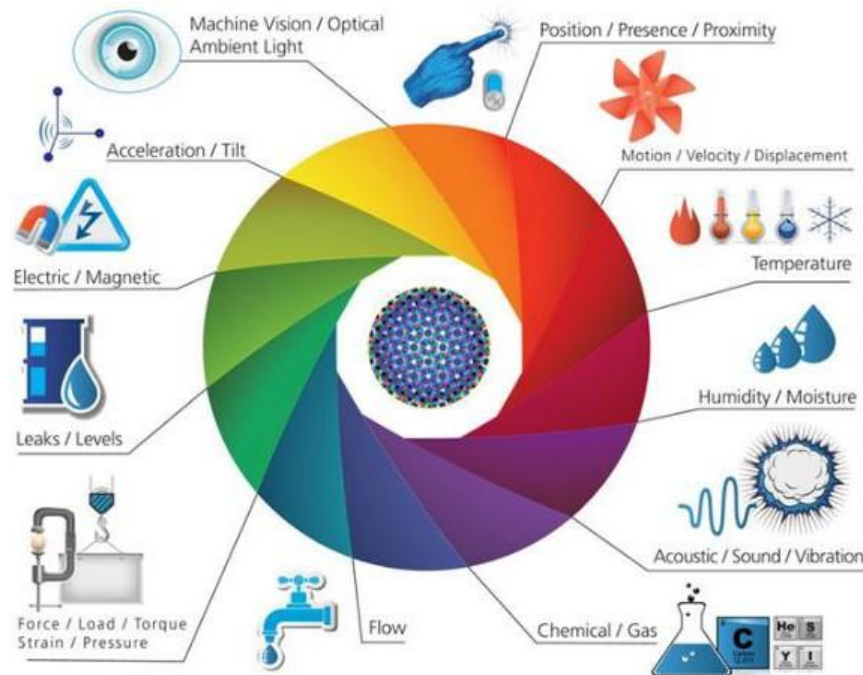 Machine Vision / Optical
Ambient Light
Position / Presence / Proximity
Motion / Velocity / Displacement
Acceleration / Tilt
Electric / Magnetic
Temperature
Humidity / Moisture
Leaks / Levels
Acoustic / Sound / Vibration
Force / Load / Torque
Strain / Pressure
Flow
Chemical / Gas
C
Carbon
He S
Y I